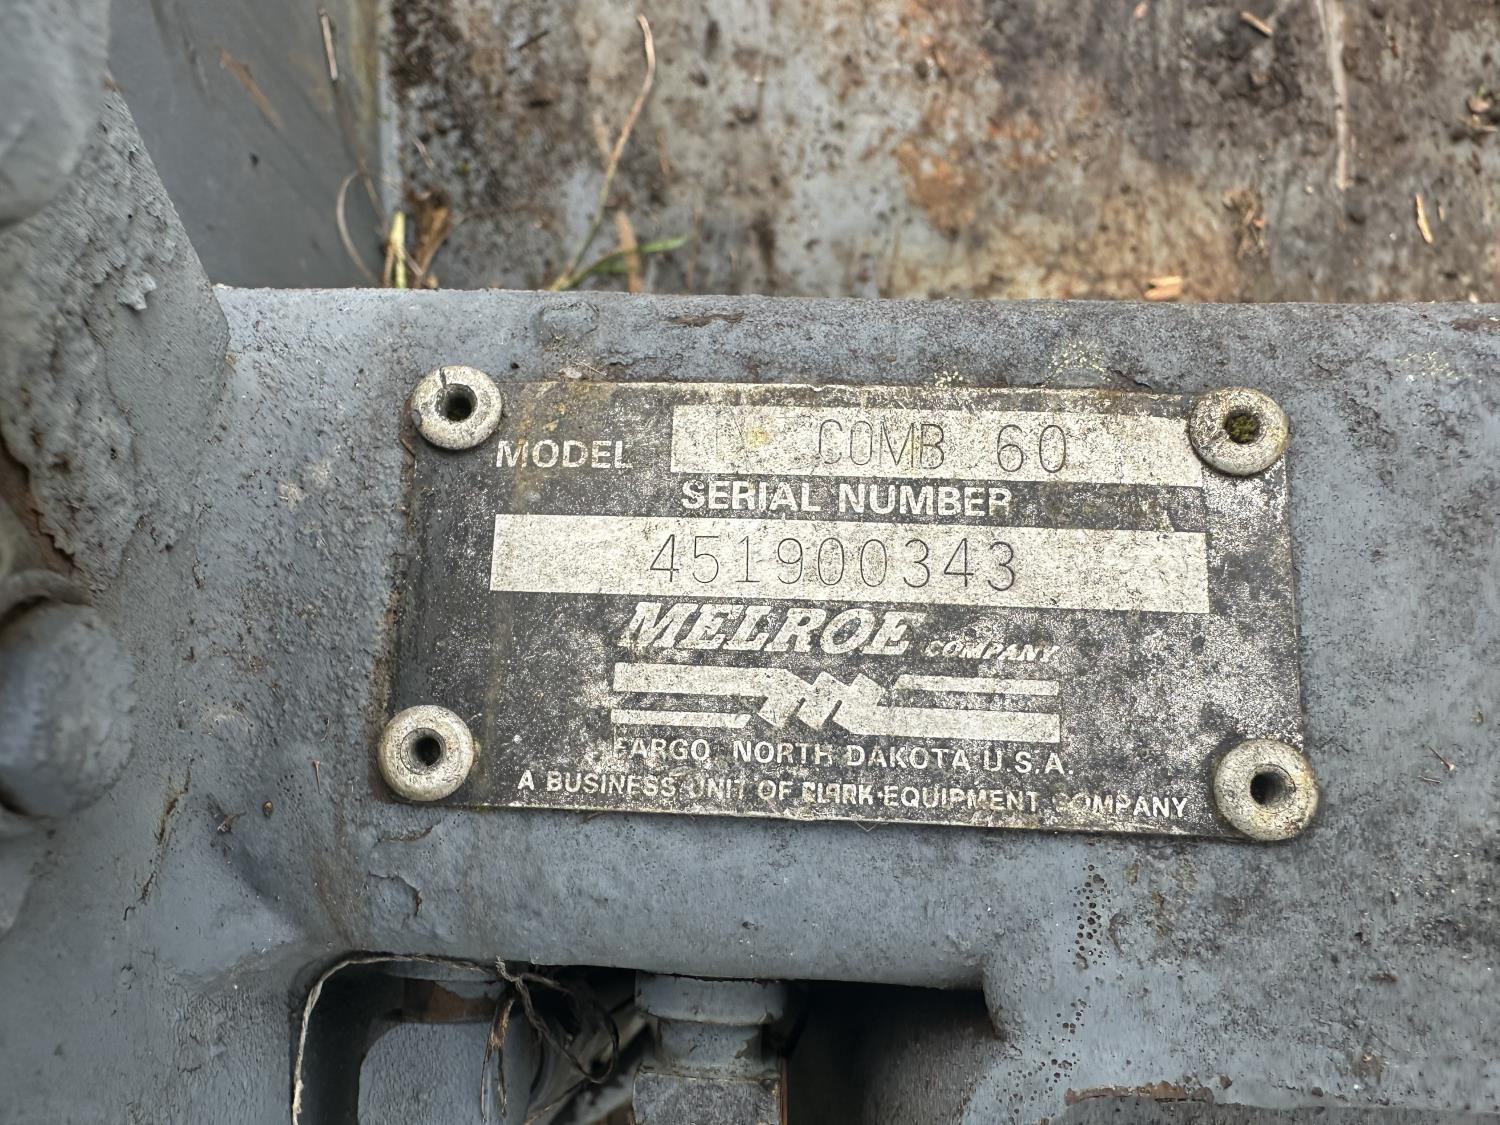 MODEL COMB 60
SERIAL NUMBER
451900343
MELROE COMPANY
FARGO, NORTH DAKOTA U.S.A.
A BUSINESS UNIT OF CLARK EQUIPMENT COMPANY